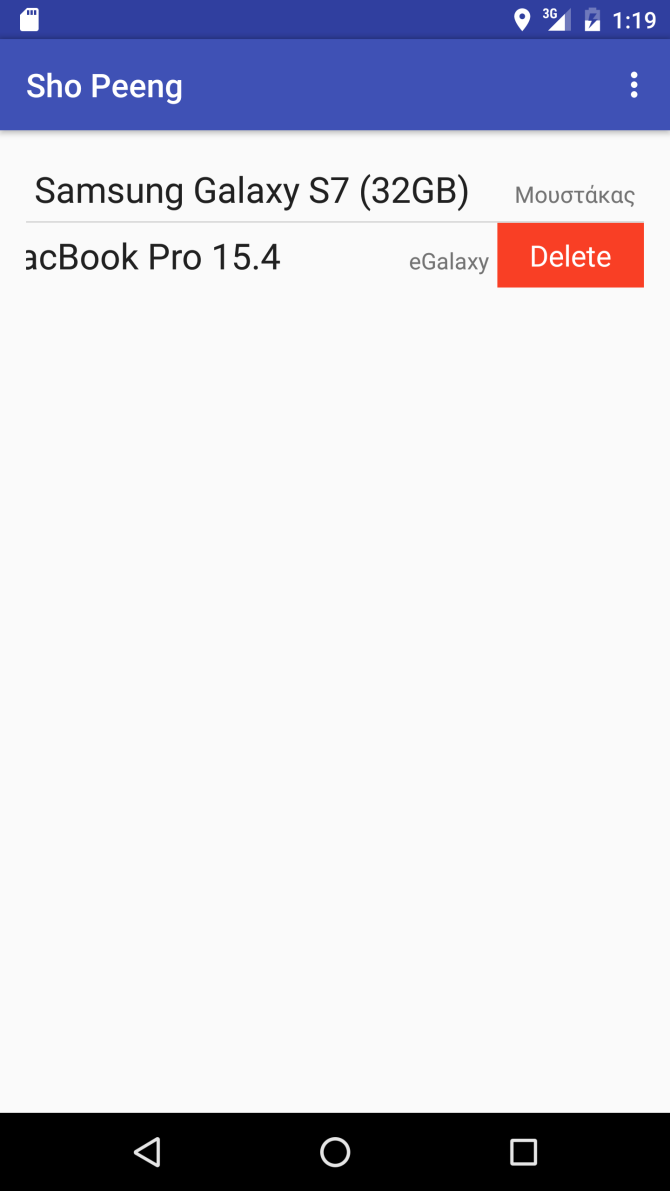 3G 1:19
Sho Peeng
Samsung Galaxy S7 (32GB) Μουστάκας
acBook Pro 15.4 eGalaxy Delete